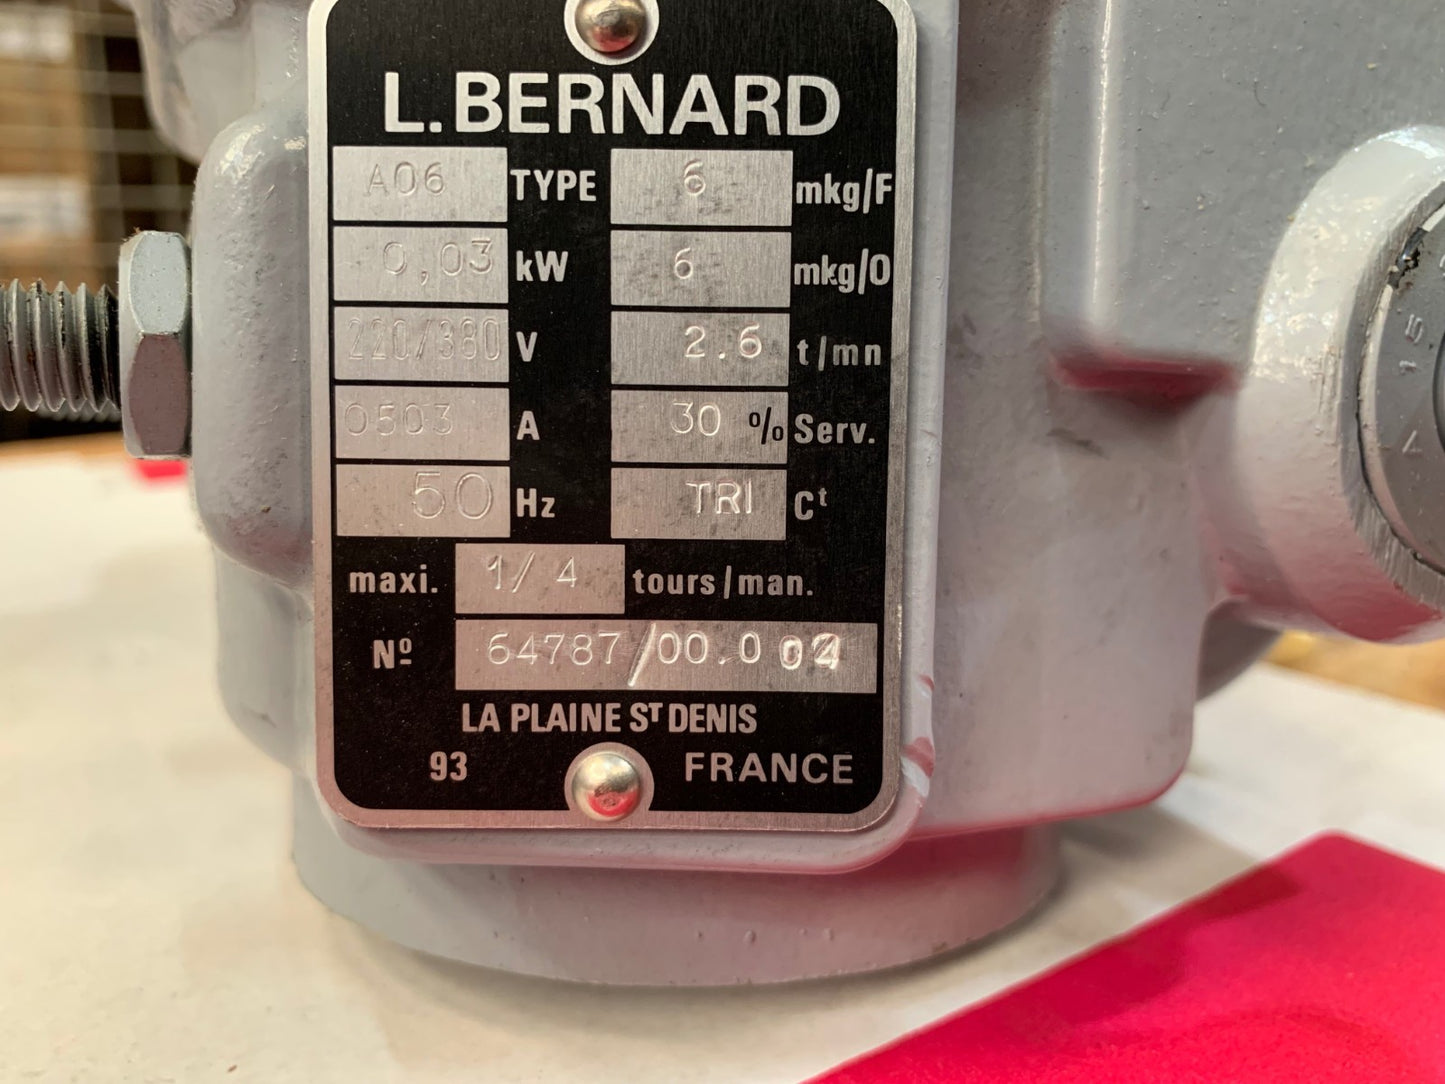 L.BERNARD
A06 TYPE 6 mkg/F
0,03 kW 6 mkg/O
220/380 V 2.6 t/mn
0503 A 30 % Serv.
50 Hz TRI Ct
maxi. 1/4 tours/man.
Nº 64787/00.0
LA PLAINE ST DENIS
93 FRANCE
15